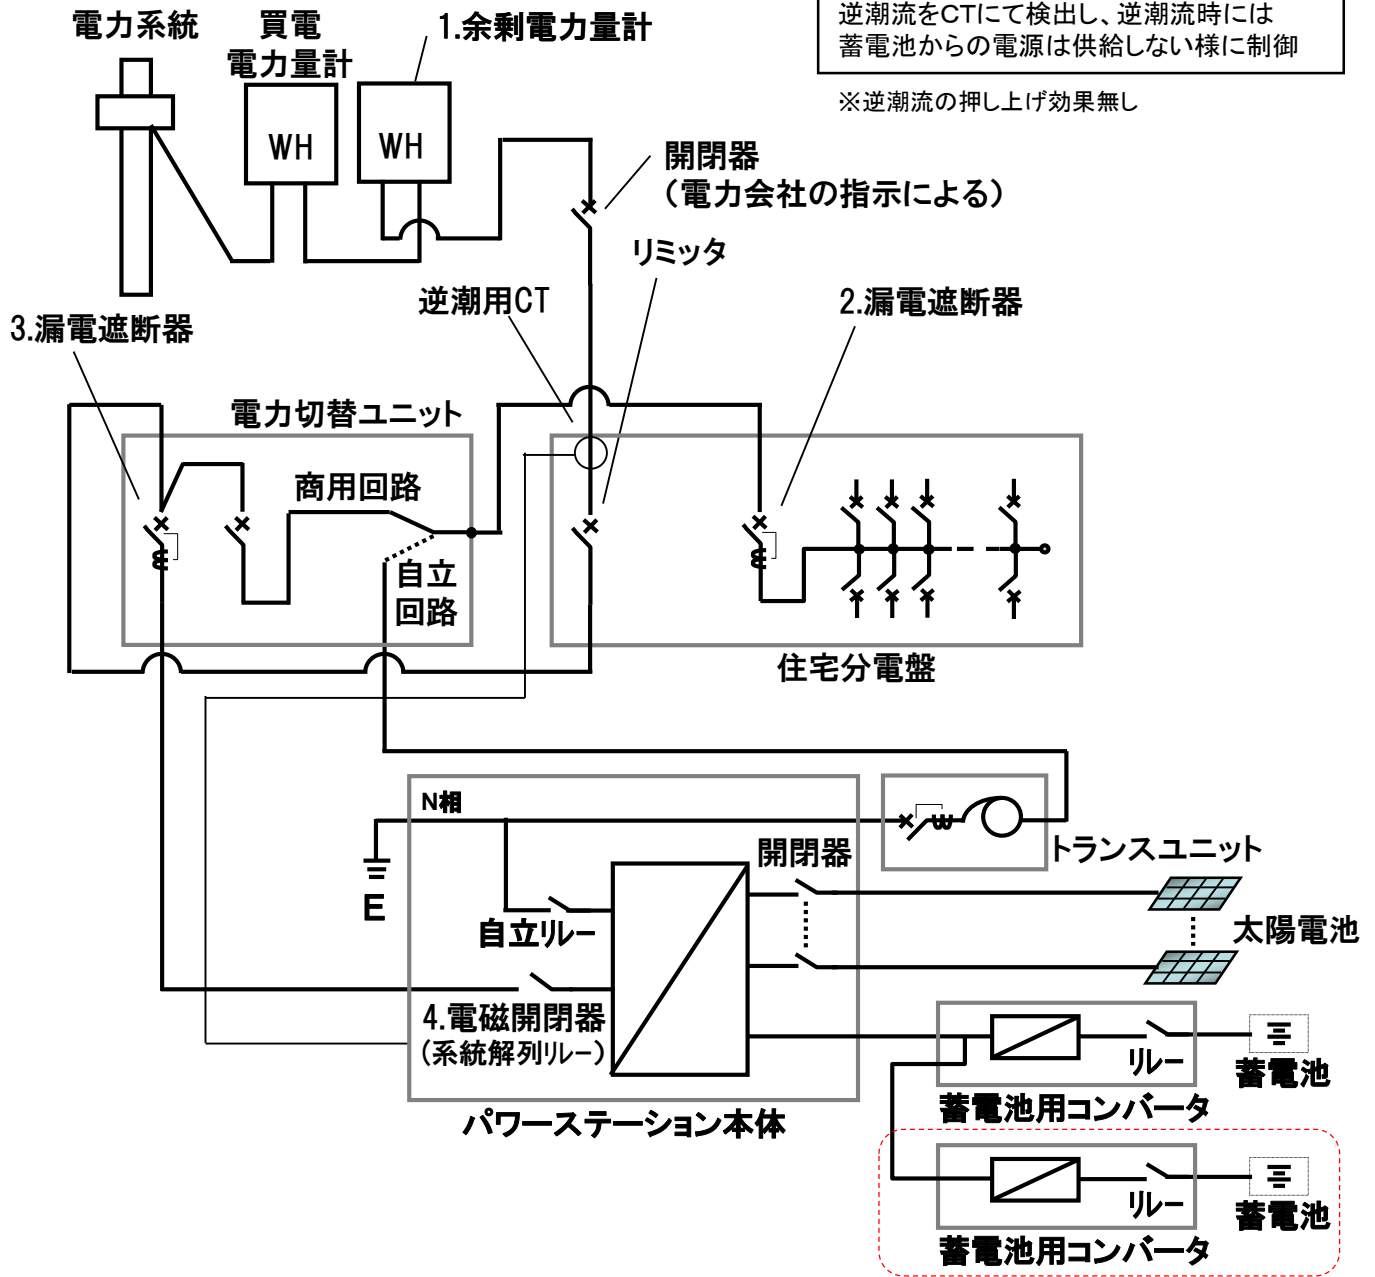 逆潮流をCTにて検出し、逆潮流時には
蓄電池からの電源は供給しない様に制御
※逆潮流の押し上げ効果無し
電力系統
買電
電力量計
1.余剰電力量計
WH
WH
開閉器
（電力会社の指示による）
リミッタ
逆潮用CT
2.漏電遮断器
3.漏電遮断器
電力切替ユニット
商用回路
自立
回路
住宅分電盤
N相
E
開閉器
トランスユニット
自立リレー
太陽電池
4.電磁開閉器
（系統解列リレー）
リレー
蓄電池
蓄電池用コンバータ
パワーステーション本体
リレー
蓄電池
蓄電池用コンバータ